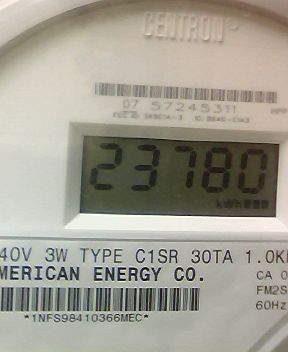 CENTRON®
07 57245311
23780
kWh
40V 3W TYPE C1SR 30TA 1.0K
MERICAN ENERGY CO.
CA 0
FM2S
60Hz
*1NFS98410366MEC*